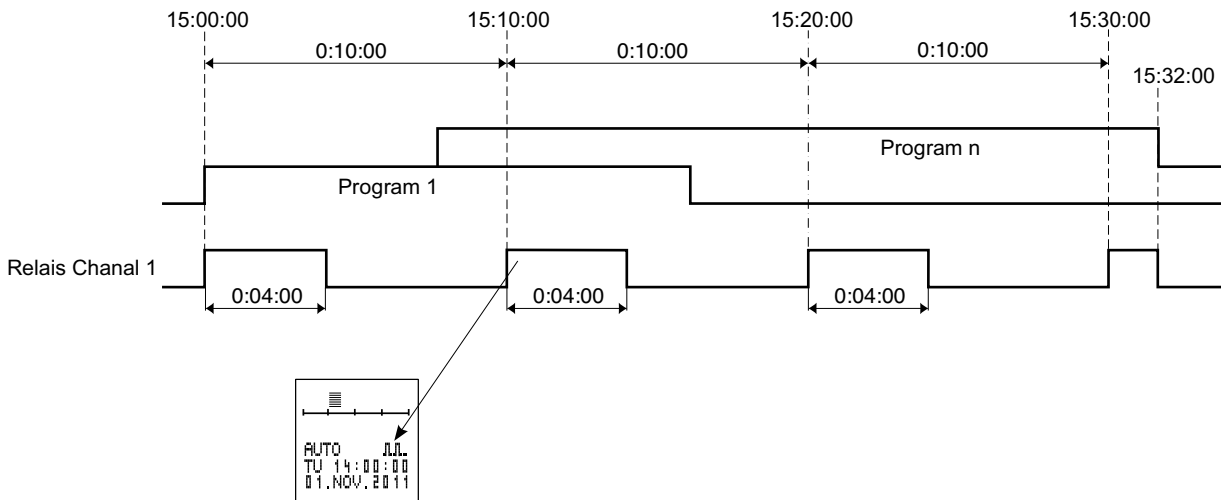 15:00:00 15:10:00 15:20:00 15:30:00
0:10:00 0:10:00 0:10:00
15:32:00
Program n
Program 1
Relais Chanal 1
0:04:00 0:04:00 0:04:00
AUTO
TU 14:00:00
01.NOV.2011